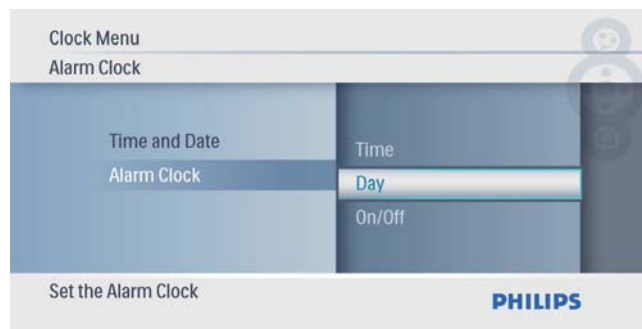 Clock Menu
Alarm Clock
Time and Date
Alarm Clock
Time
Day
On/Off
Set the Alarm Clock
PHILIPS